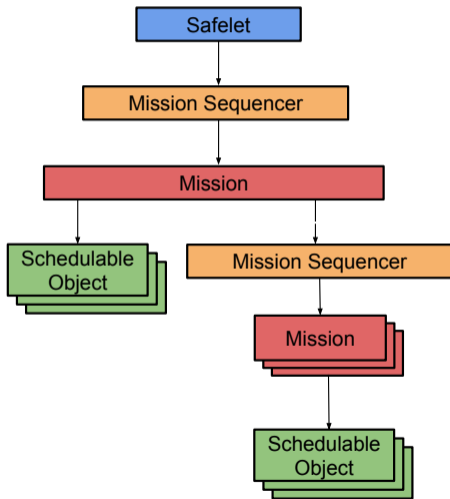 Safelet
Mission Sequencer
Mission
Schedulable
Object
Mission Sequencer
Mission
Schedulable
Object